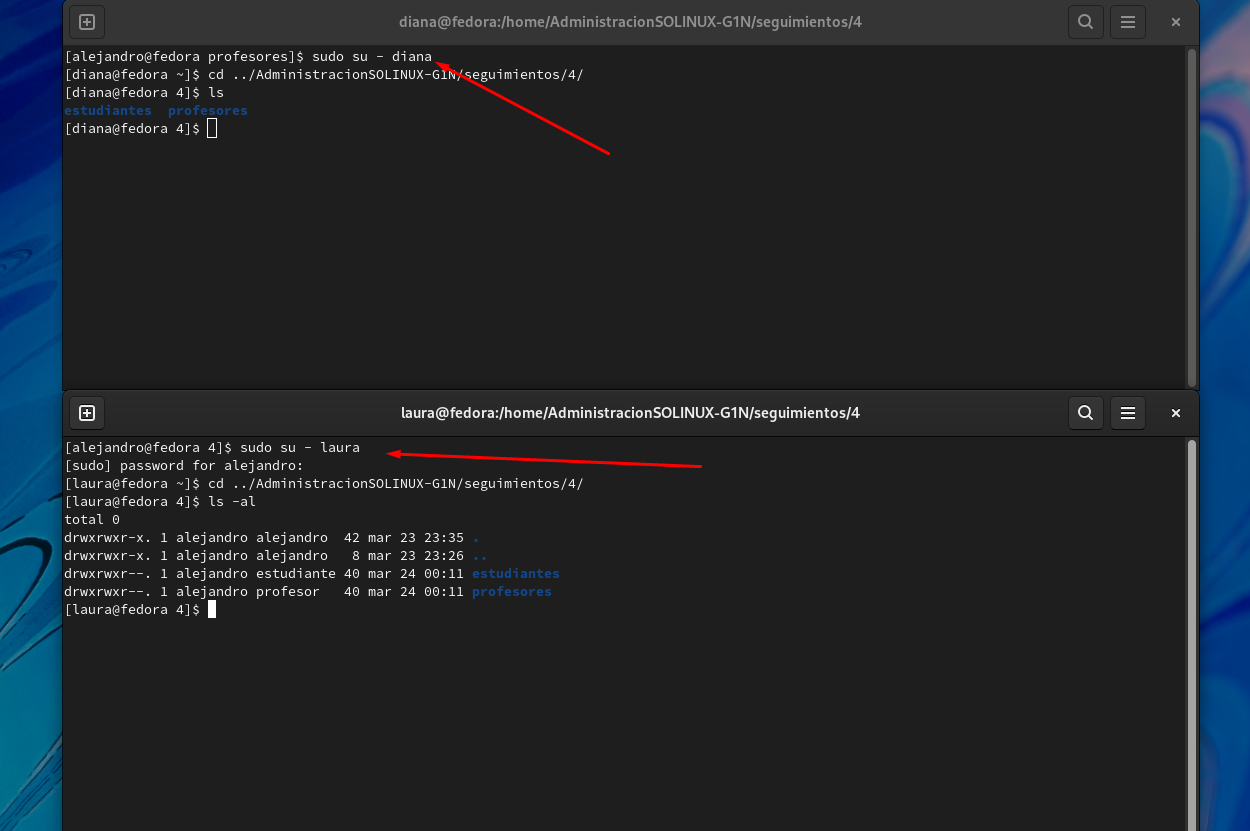 diana@fedora:/home/AdministracionSOLINUX-G1N/seguimientos/4
[alejandro@fedora profesores]$ sudo su - diana
[diana@fedora ~]$ cd ../AdministracionSOLINUX-G1N/seguimientos/4/
[diana@fedora 4]$ ls
estudiantes  profesores
[diana@fedora 4]$
laura@fedora:/home/AdministracionSOLINUX-G1N/seguimientos/4
[alejandro@fedora 4]$ sudo su - laura
[sudo] password for alejandro:
[laura@fedora ~]$ cd ../AdministracionSOLINUX-G1N/seguimientos/4/
[laura@fedora 4]$ ls -al
total 0
drwxrwxr-x. 1 alejandro alejandro  42 mar 23 23:35 .
drwxrwxr-x. 1 alejandro alejandro   8 mar 23 23:26 ..
drwxrwxr--. 1 alejandro estudiante 40 mar 24 00:11 estudiantes
drwxrwxr--. 1 alejandro profesor   40 mar 24 00:11 profesores
[laura@fedora 4]$